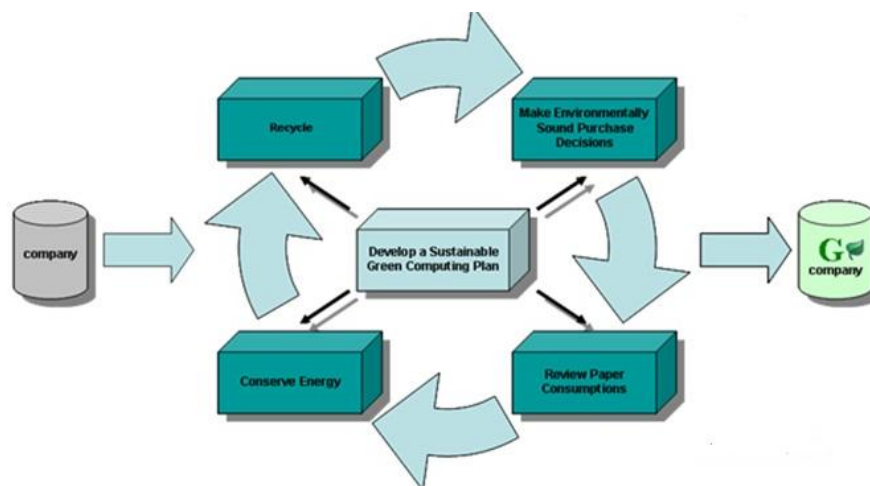 Recycle
Make Environmentally
Sound Purchase
Decisions
company
Develop a Sustainable
Green Computing Plan
G
company
Conserve Energy
Review Paper
Consumptions